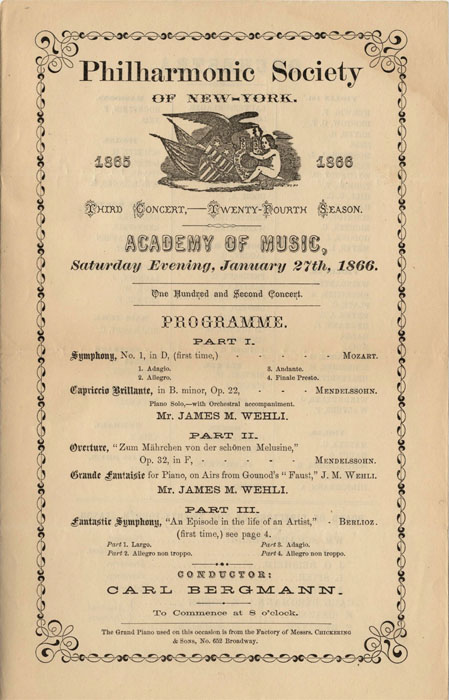 Philharmonic Society
OF NEW-YORK.
1865 1866
Third Concert,—Twenty-Fourth Season.
ACADEMY OF MUSIC,
Saturday Evening, January 27th, 1866.
One Hundred and Second Concert.
PROGRAMME.
PART I.
Symphony, No. 1, in D, (first time,) - - - - - MOZART.
1. Adagio. 3. Andante.
2. Allegro. 4. Finale Presto.
Capriccio Brillante, in B. minor, Op. 22, - - - MENDELSSOHN.
Piano Solo,—with Orchestral accompaniment.
Mr. JAMES M. WEHLI.
PART II.
Overture, "Zum Mährchen von der schönen Melusine,"
Op. 32, in F, - - - - - MENDELSSOHN.
Grande Fantaisie for Piano, on Airs from Gounod's "Faust," J. M. WEHLI.
Mr. JAMES M. WEHLI.
PART III.
Fantastic Symphony, "An Episode in the life of an Artist," - BERLIOZ.
(first time,) see page 4.
Part 1. Largo. Part 3. Adagio.
Part 2. Allegro non troppo. Part 4. Allegro non troppo.
CONDUCTOR:
CARL BERGMANN.
To Commence at 8 o'clock.
The Grand Piano used on this occasion is from the Factory of Messrs. CHICKERING
& SONS, No. 652 Broadway.